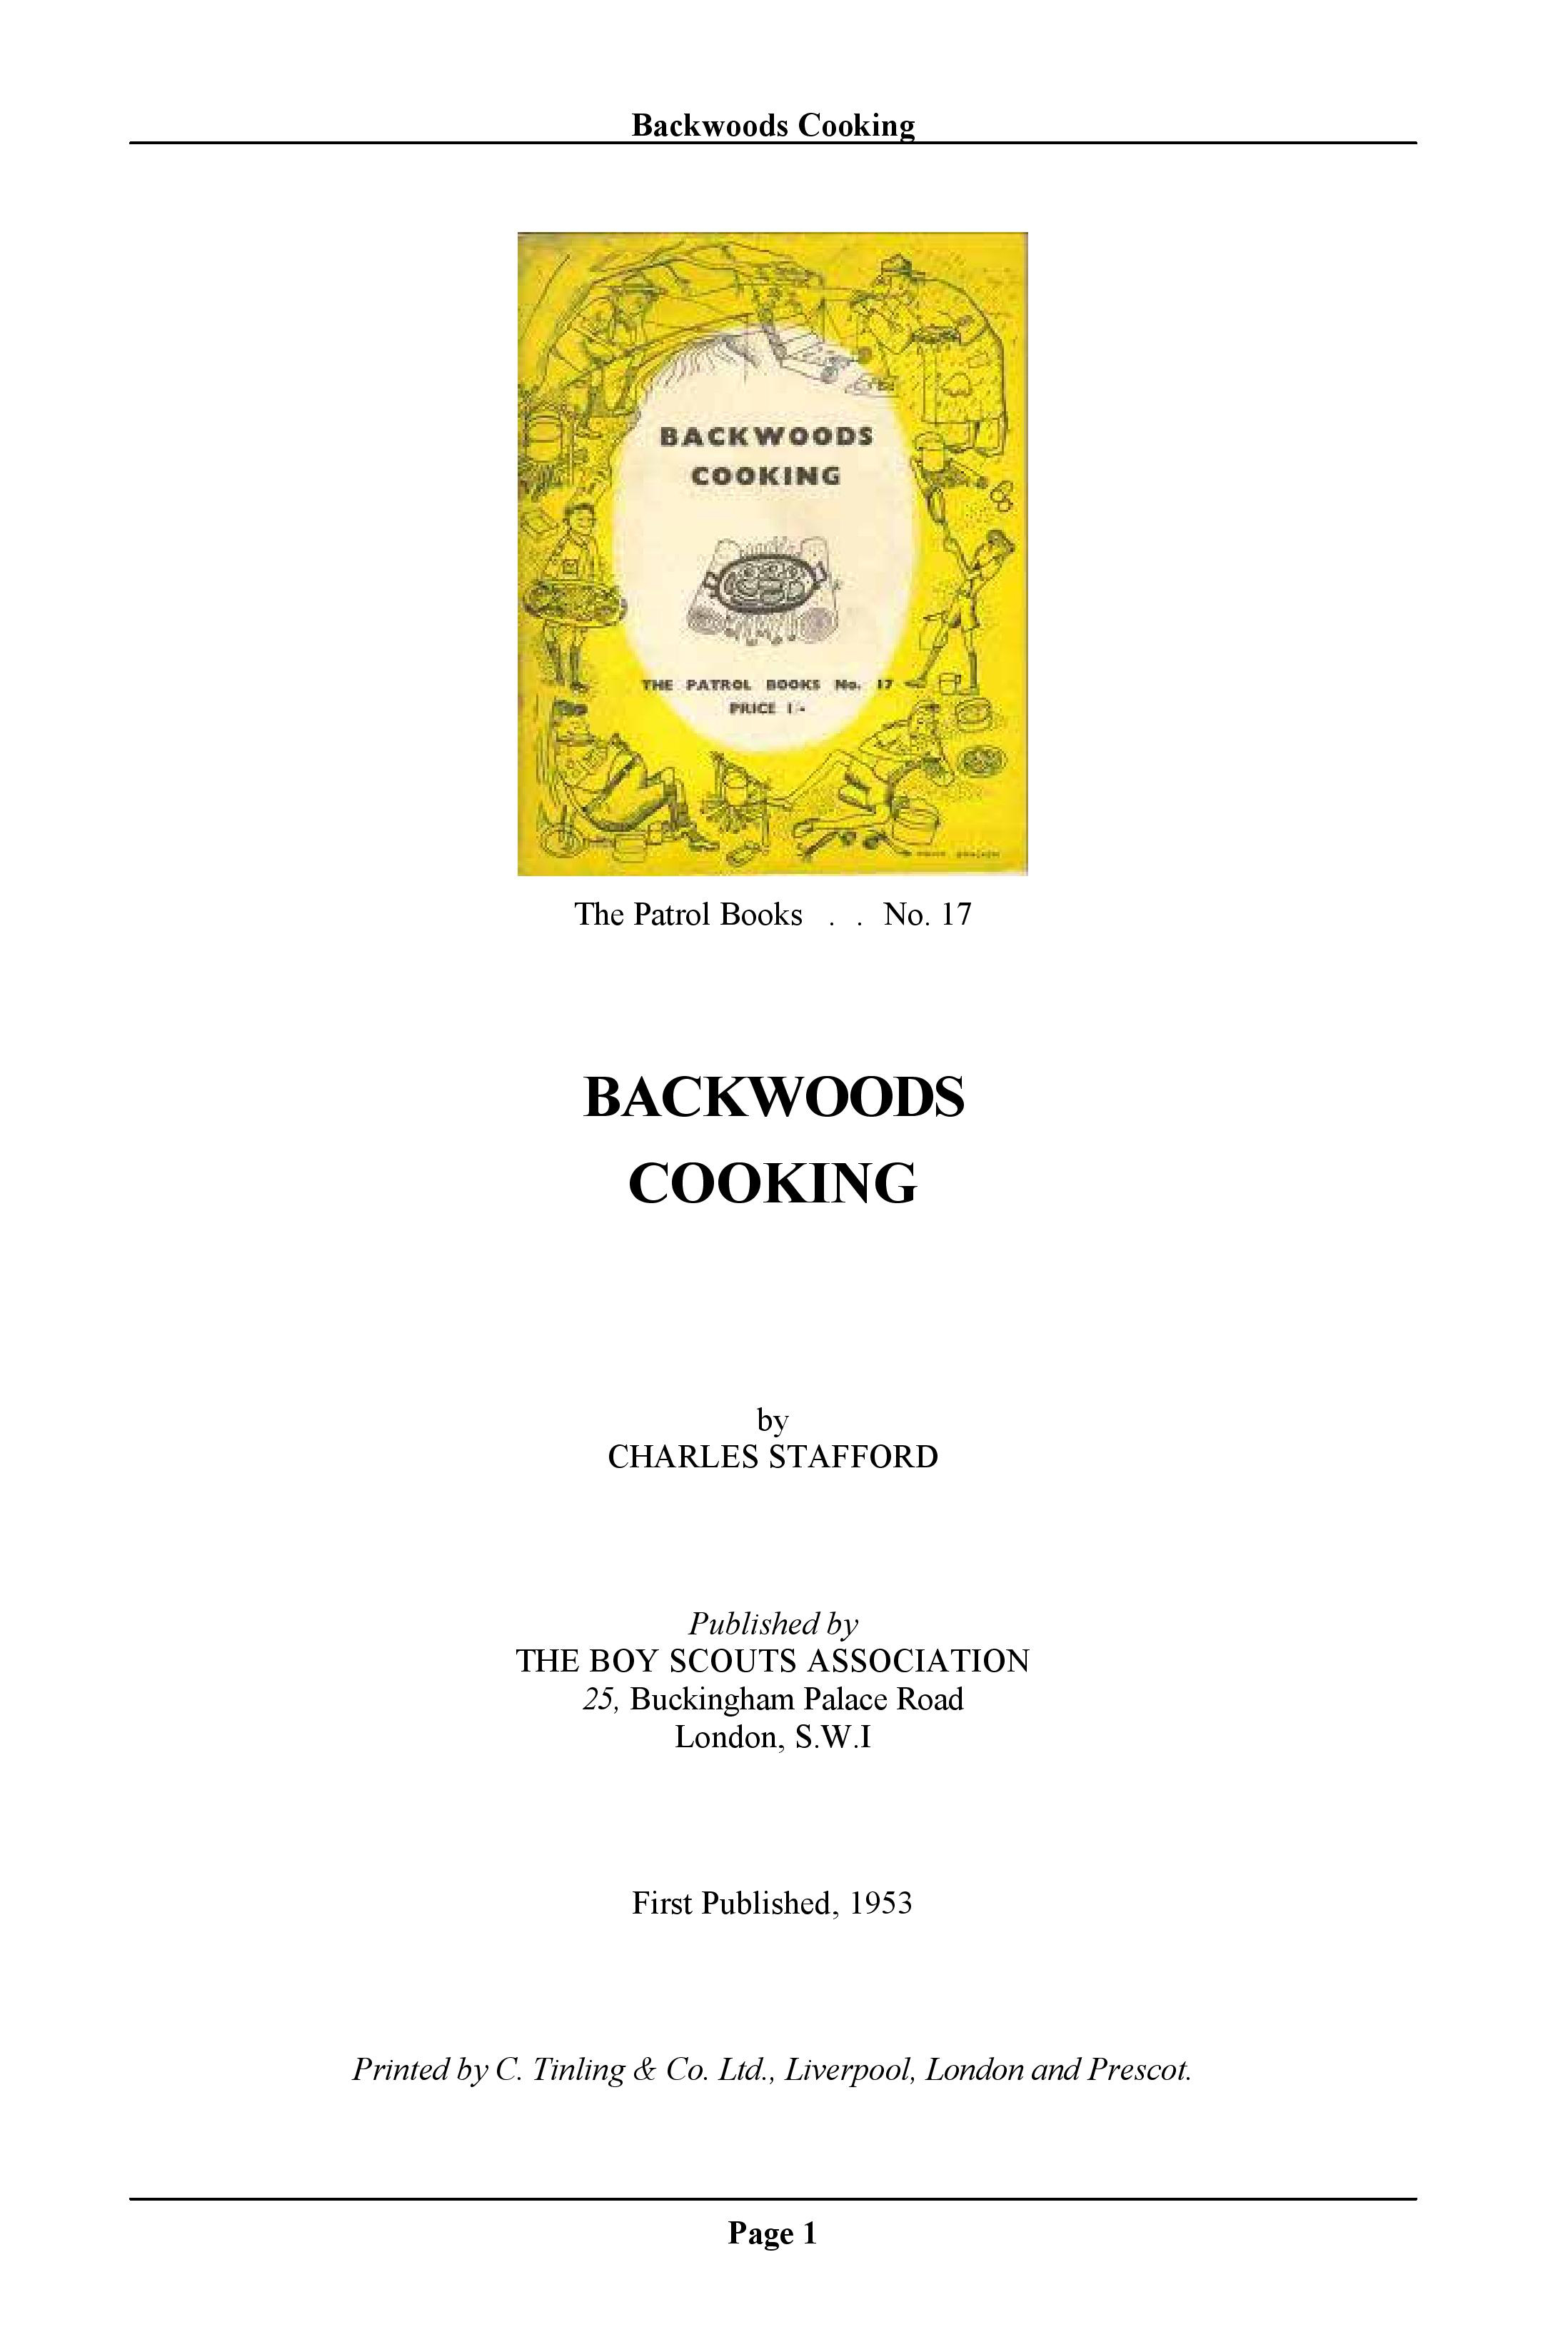 Backwoods Cooking
BACKWOODS
COOKING
THE PATROL BOOKS No. 17
PRICE 1/-
The Patrol Books . . No. 17
BACKWOODS
COOKING
by
CHARLES STAFFORD
Published by
THE BOY SCOUTS ASSOCIATION
25, Buckingham Palace Road
London, S.W.I
First Published, 1953
Printed by C. Tinling & Co. Ltd., Liverpool, London and Prescot.
Page 1